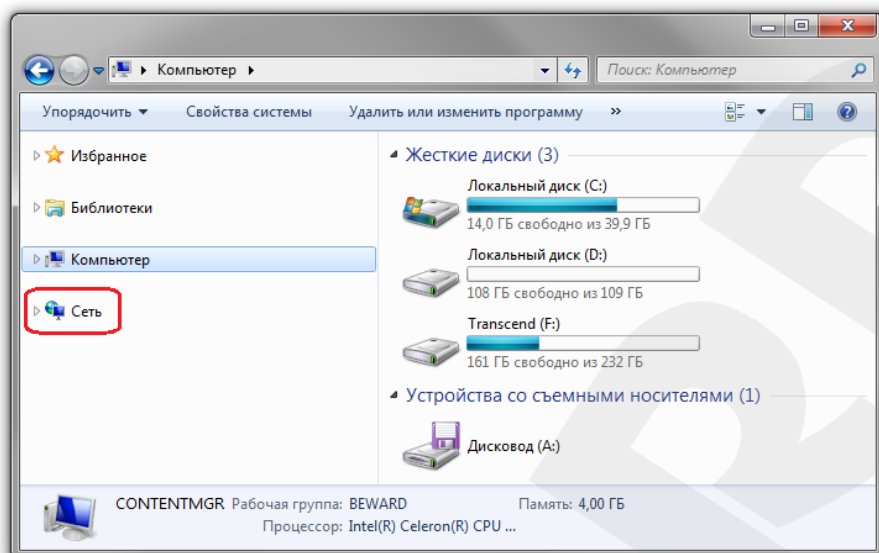 Компьютер
Поиск: Компьютер
Упорядочить Свойства системы Удалить или изменить программу »
Избранное
Библиотеки
Компьютер
Сеть
Жесткие диски (3)
Локальный диск (C:)
14,0 ГБ свободно из 39,9 ГБ
Локальный диск (D:)
108 ГБ свободно из 109 ГБ
Transcend (F:)
161 ГБ свободно из 232 ГБ
Устройства со съемными носителями (1)
Дисковод (A:)
CONTENTMGR Рабочая группа: BEWARD Память: 4,00 ГБ
Процессор: Intel(R) Celeron(R) CPU ...